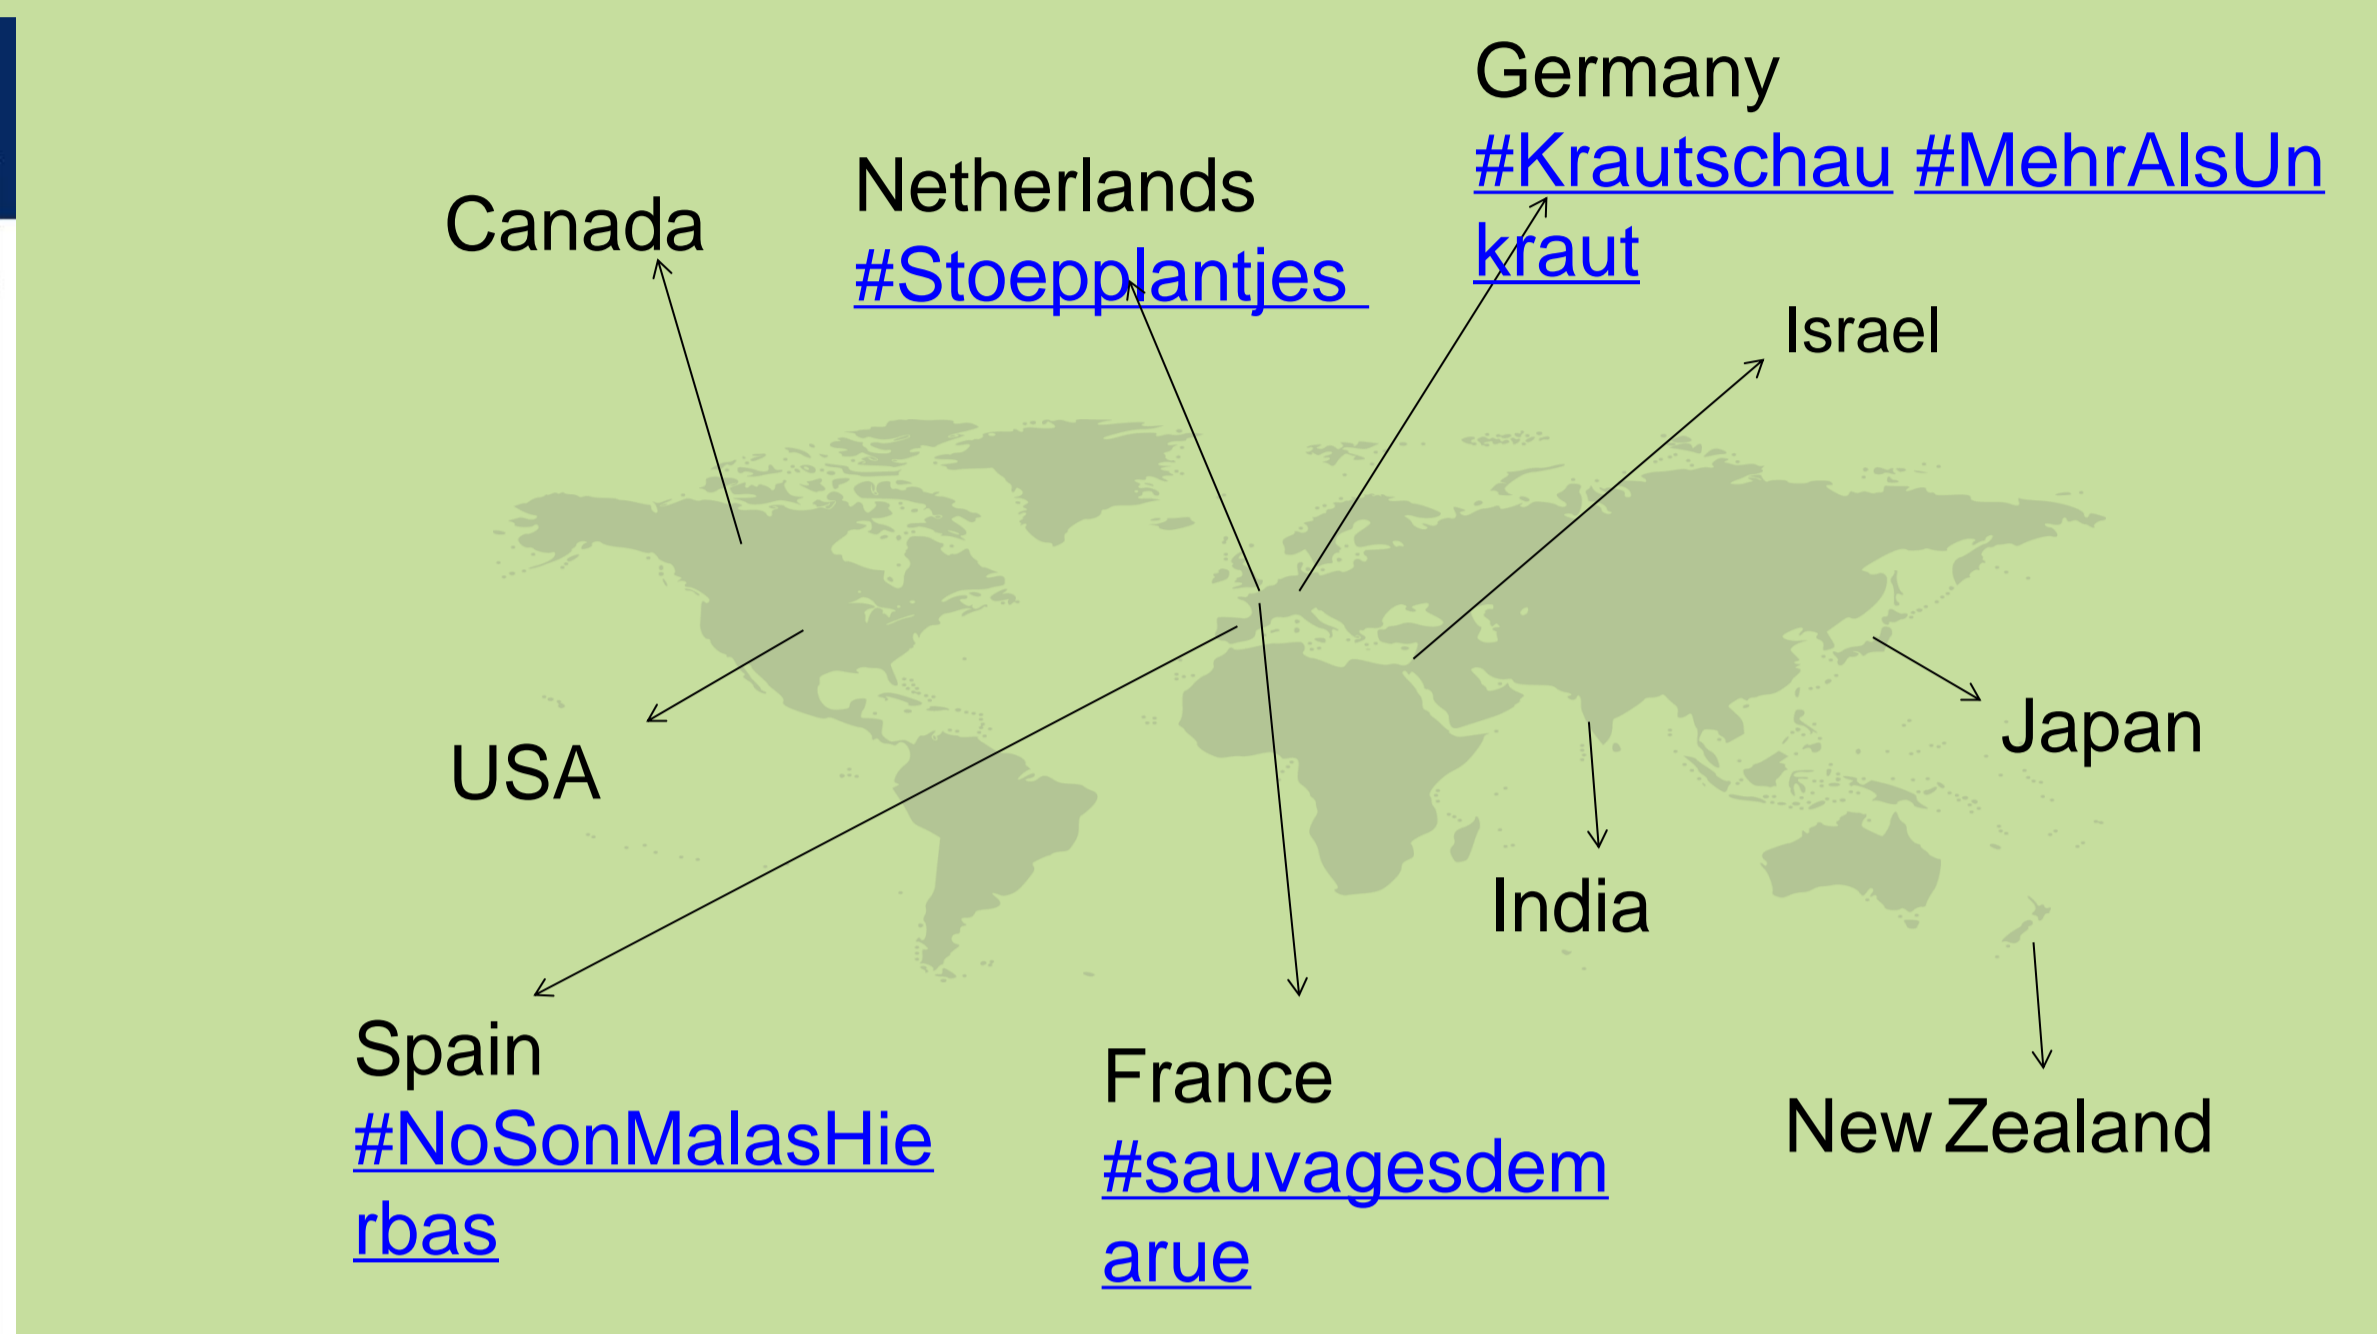 Germany
#Krautschau #MehrAlsUn
kraut
Netherlands
#Stoepplantjes
Canada
Israel
USA
Japan
India
Spain
#NoSonMalasHie
rbas
France
#sauvagesdem
arue
New Zealand